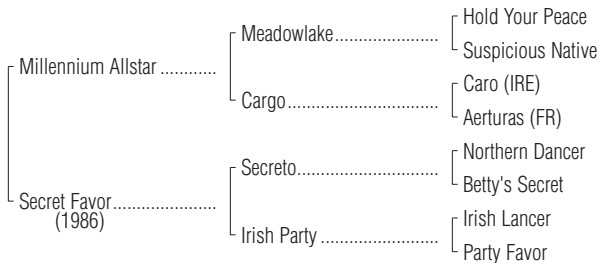 Hold Your Peace
Meadowlake....................
Suspicious Native
Millennium Allstar ............
Caro (IRE)
Cargo.............................
Aerturas (FR)
Northern Dancer
Secreto...........................
Betty's Secret
Secret Favor.....................
(1986)
Irish Lancer
Irish Party .......................
Party Favor